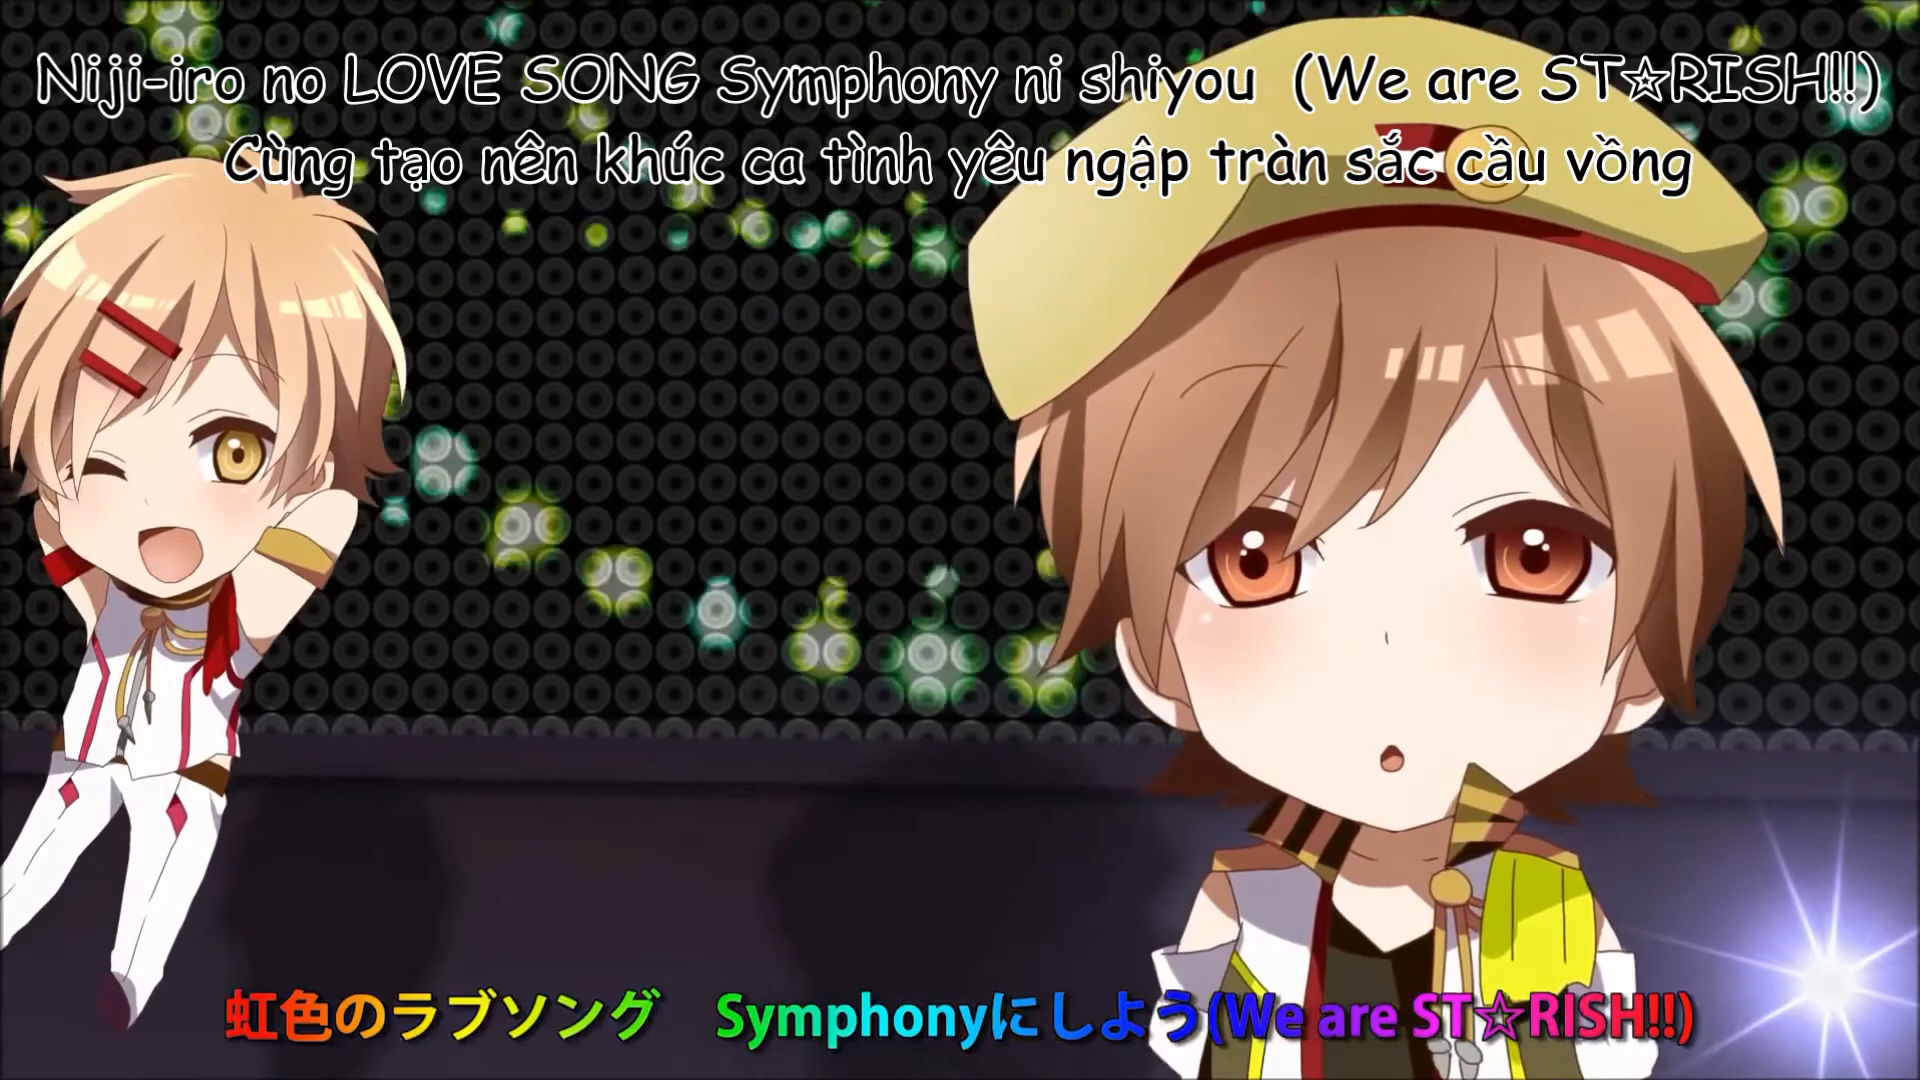 Niji-iro no LOVE SONG Symphony ni shiyou (We are ST☆RISH!!)
Cùng tạo nên khúc ca tình yêu ngập tràn sắc cầu vồng
虹色のラブソング　Symphonyにしよう(We are ST☆RISH!!)